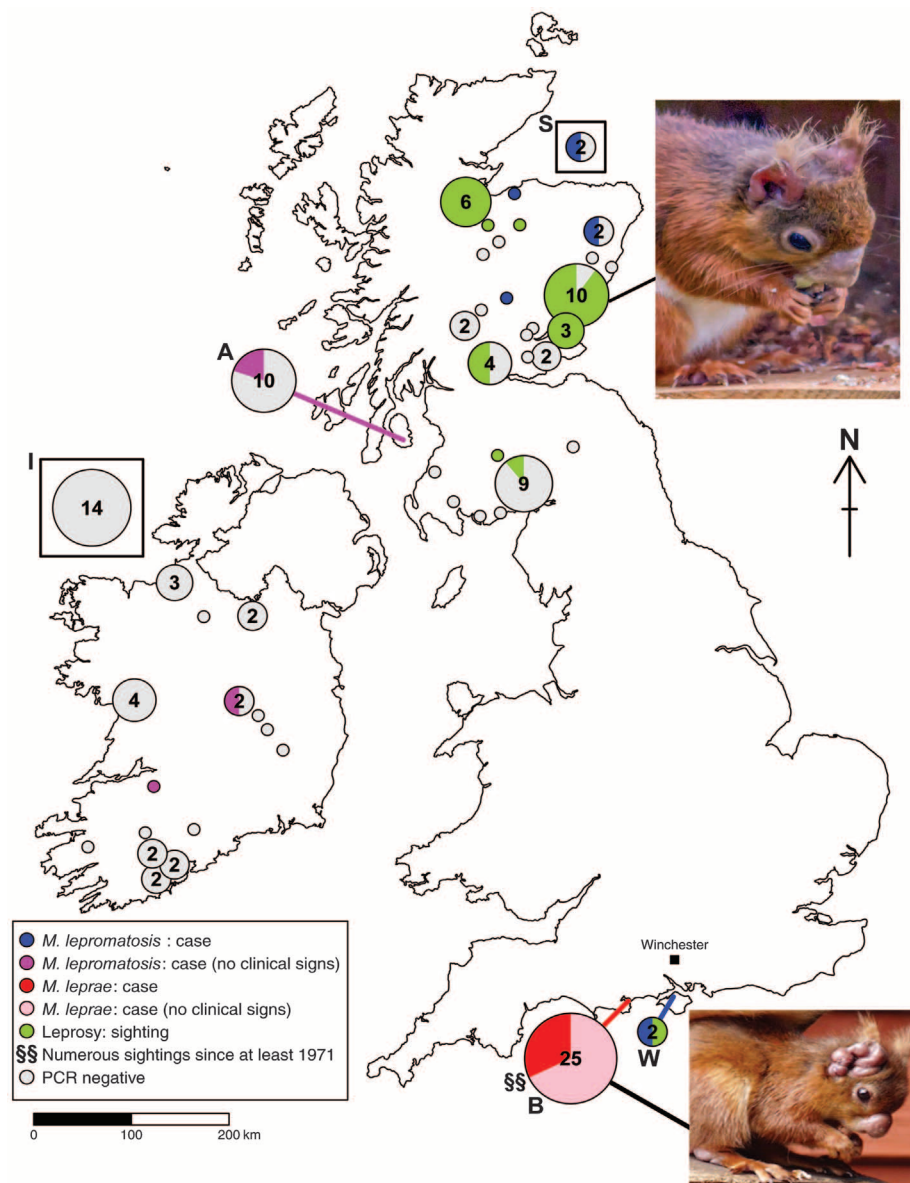 S
2
6
2
10
3
2
4
2
A
10
N
9
I
14
3
2
4
2
2
2
2
M. lepromatosis : case
M. lepromatosis: case (no clinical signs)
M. leprae: case
M. leprae: case (no clinical signs)
Leprosy: sighting
§§ Numerous sightings since at least 1971
PCR negative
0 100 200 km
Winchester
2
W
25
§§
B